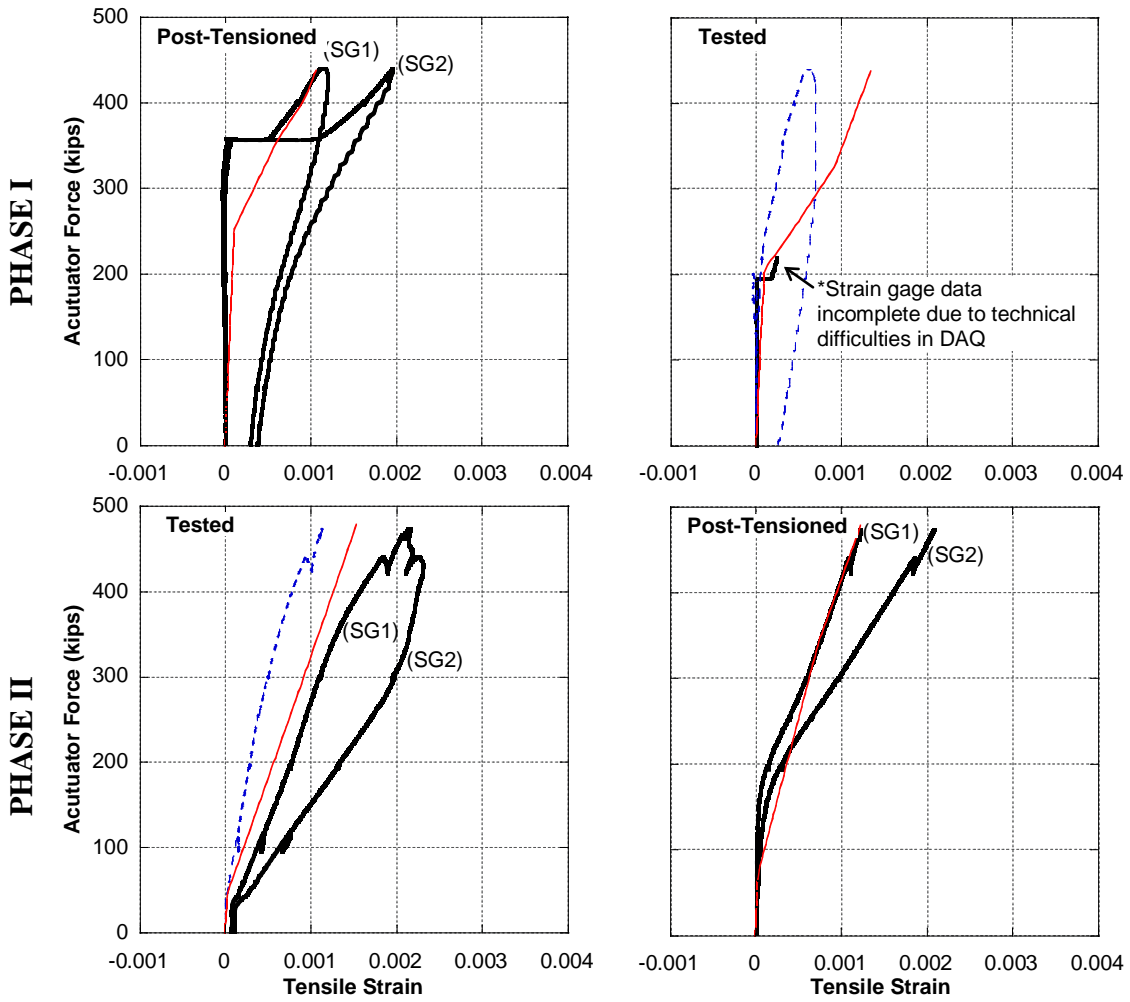 PHASE I
Acutuator Force (kips)
500
400
300
200
100
0
Post-Tensioned
(SG1)
(SG2)
-0.001 0 0.001 0.002 0.003 0.004
Tested
*Strain gage data
incomplete due to technical
difficulties in DAQ
-0.001 0 0.001 0.002 0.003 0.004
PHASE II
Acutuator Force (kips)
500
400
300
200
100
0
Tested
(SG1)
(SG2)
-0.001 0 0.001 0.002 0.003 0.004
Tensile Strain
Post-Tensioned
(SG1)
(SG2)
-0.001 0 0.001 0.002 0.003 0.004
Tensile Strain